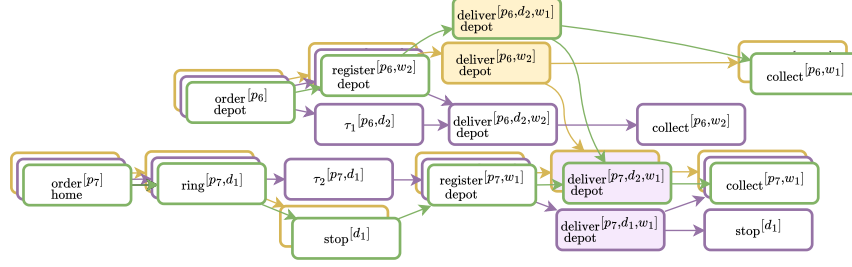 deliver[p₆,d₂,w₁]
depot
register[p₆,w₂]
depot
deliver[p₆,w₂]
depot
collect[p₆,w₁]
order[p₆]
depot
τ₁[p₆,d₂]
deliver[p₆,d₂,w₂]
depot
collect[p₆,w₂]
order[p₇]
home
ring[p₇,d₁]
τ₂[p₇,d₁]
register[p₇,w₁]
depot
deliver[p₇,d₂,w₁]
depot
collect[p₇,w₁]
stop[d₁]
deliver[p₇,d₁,w₁]
depot
stop[d₁]